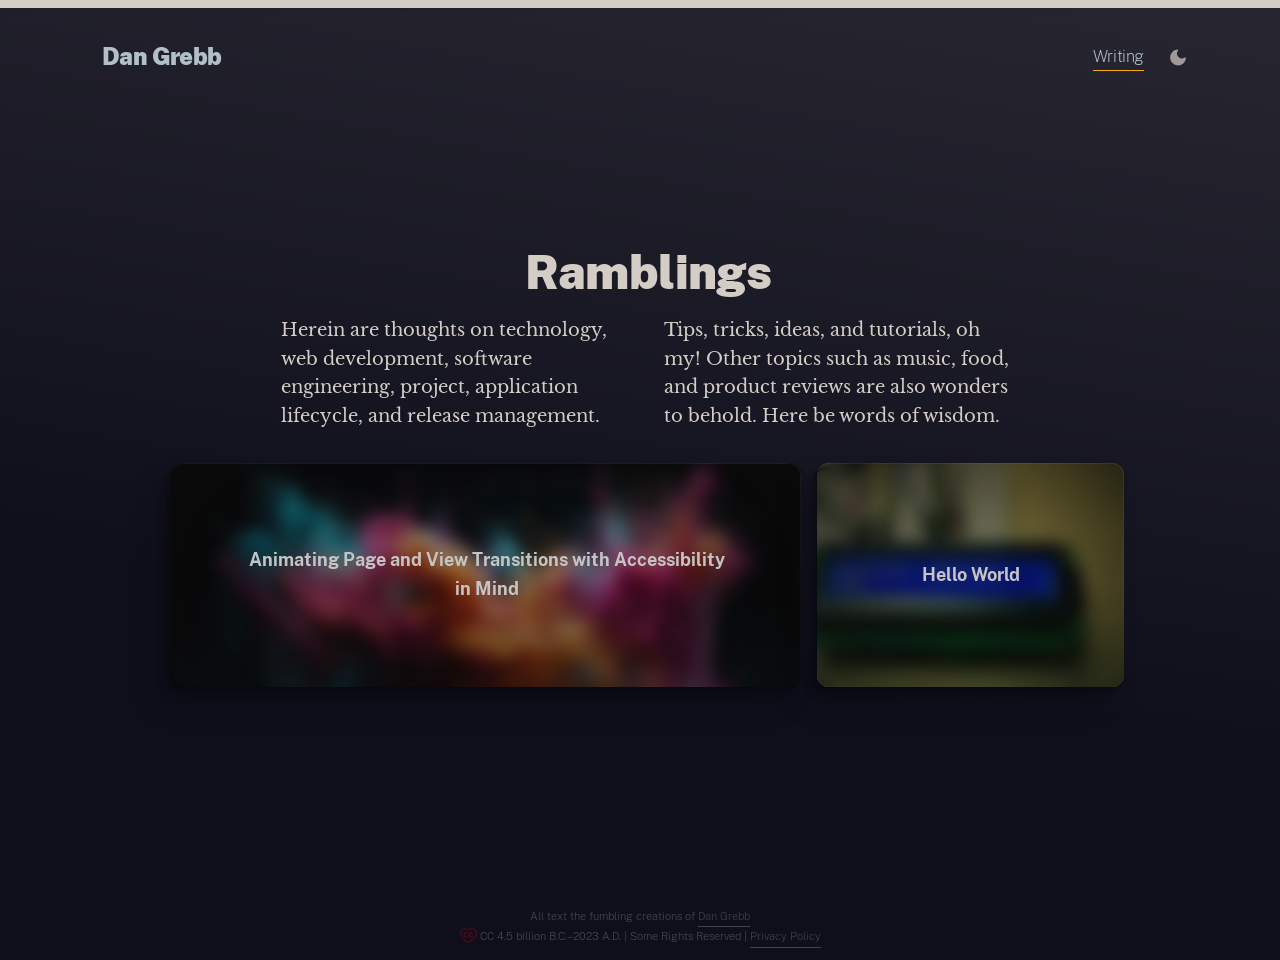 Dan Grebb
Writing
Ramblings
Herein are thoughts on technology,
web development, software
engineering, project, application
lifecycle, and release management.
Tips, tricks, ideas, and tutorials, oh
my! Other topics such as music, food,
and product reviews are also wonders
to behold. Here be words of wisdom.
Animating Page and View Transitions with Accessibility
in Mind
Hello World
All text the fumbling creations of Dan Grebb
CC 4.5 billion B.C.–2023 A.D. | Some Rights Reserved | Privacy Policy